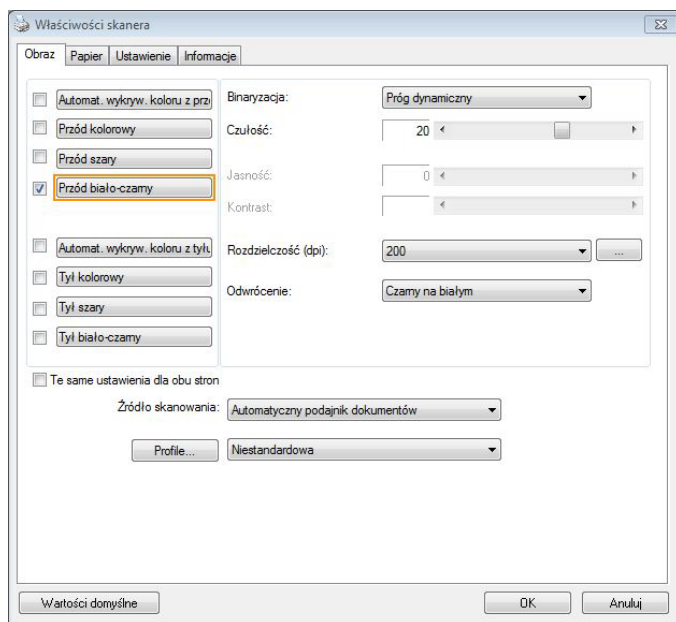 Właściwości skanera
Obraz Papier Ustawienie Informacje
Automat. wykryw. koloru z prz
Binaryzacja: Próg dynamiczny
Przód kolorowy
Czułość: 20
Przód szary
Jasność: 0
Przód biało-czarny
Kontrast:
Automat. wykryw. koloru z tyłu
Rozdzielczość (dpi): 200 ...
Tył kolorowy
Odwrócenie: Czarny na białym
Tył szary
Tył biało-czarny
Te same ustawienia dla obu stron
Źródło skanowania: Automatyczny podajnik dokumentów
Profile... Niestandardowa
Wartości domyślne OK Anuluj